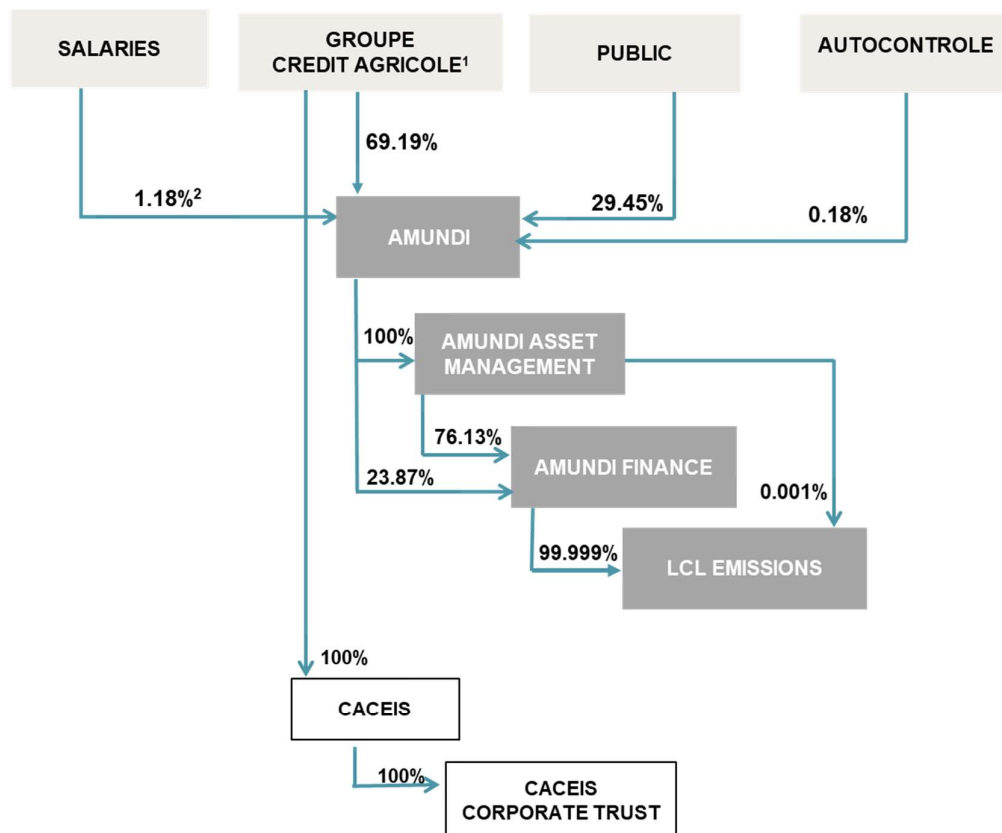 SALARIES
GROUPE
CREDIT AGRICOLE¹
PUBLIC
AUTOCONTROLE
69.19%
1.18%²
29.45%
0.18%
AMUNDI
100%
AMUNDI ASSET
MANAGEMENT
76.13%
AMUNDI FINANCE
23.87%
0.001%
99.999%
LCL EMISSIONS
100%
CACEIS
100%
CACEIS
CORPORATE TRUST